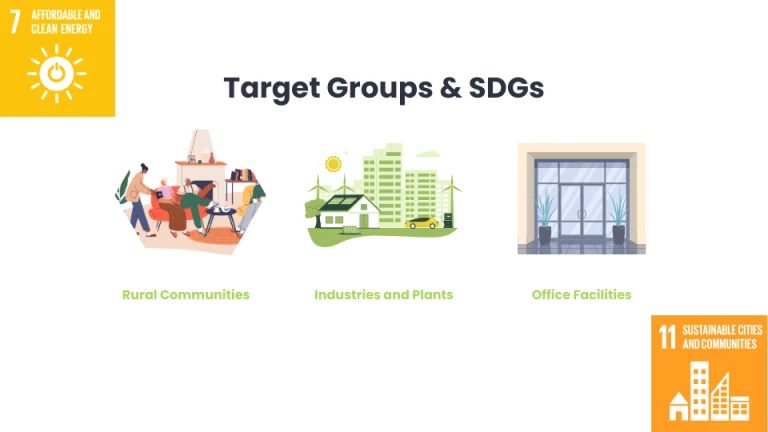 7 AFFORDABLE AND
CLEAN ENERGY
Target Groups & SDGs
Rural Communities
Industries and Plants
Office Facilities
11 SUSTAINABLE CITIES
AND COMMUNITIES